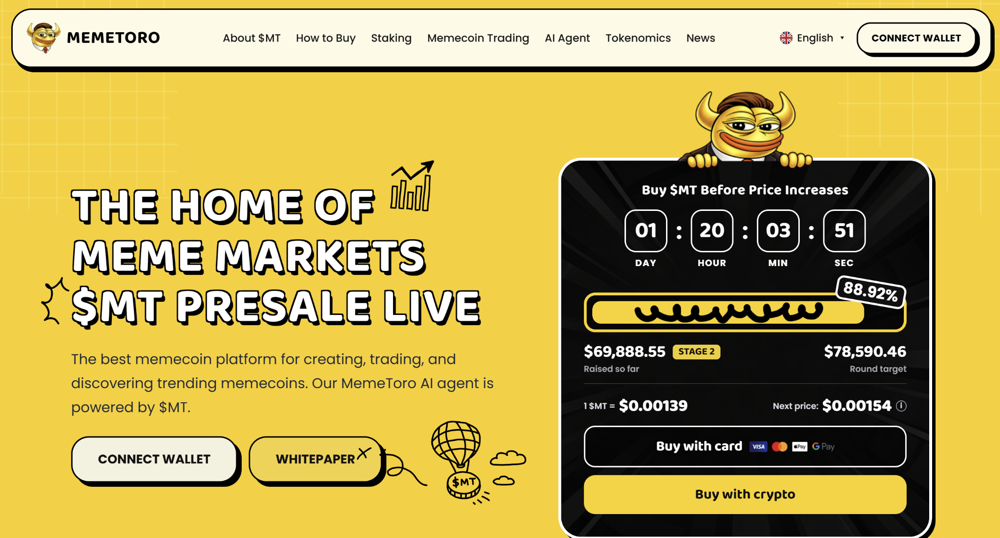 MEMETORO
About $MT How to Buy Staking Memecoin Trading AI Agent Tokenomics News
English
CONNECT WALLET
THE HOME OF
MEME MARKETS
$MT PRESALE LIVE
The best memecoin platform for creating, trading, and
discovering trending memecoins. Our MemeToro AI agent is
powered by $MT.
CONNECT WALLET
WHITEPAPER
$MT
Buy $MT Before Price Increases
01 : 20 : 03 : 51
DAY HOUR MIN SEC
88.92%
$69,888.55 STAGE 2 $78,590.46
Raised so far Round target
1 $MT = $0.00139 Next price: $0.00154 i
Buy with card VISA Pay G Pay
Buy with crypto